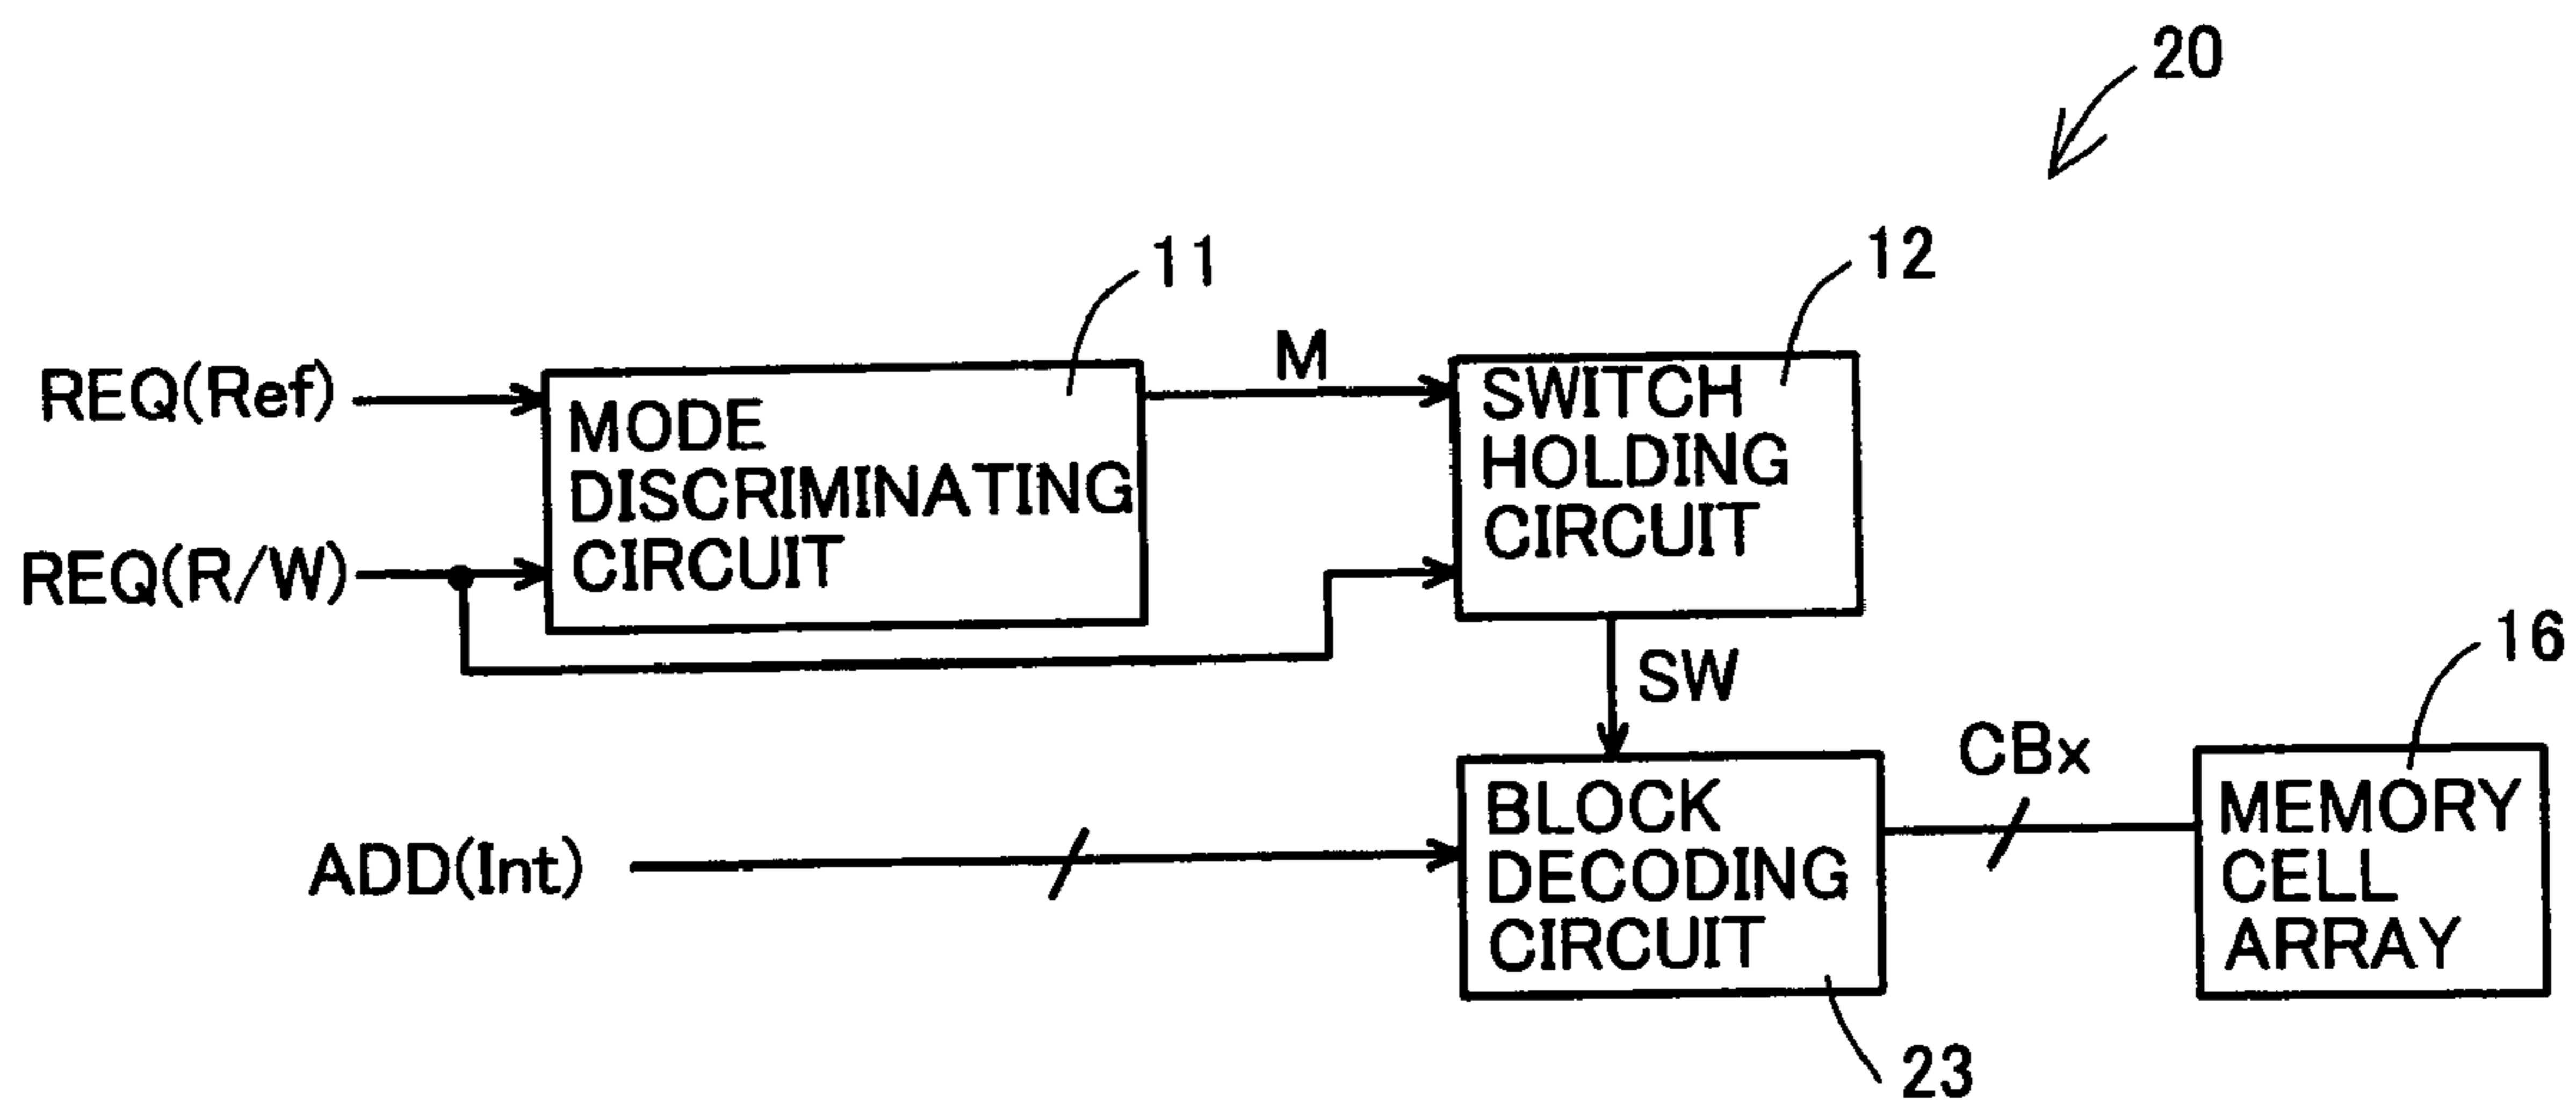 20
11
12
M
REQ(Ref)
MODE
DISCRIMINATING
CIRCUIT
SWITCH
HOLDING
CIRCUIT
REQ(R/W)
SW
16
CBx
ADD(Int)
BLOCK
DECODING
CIRCUIT
MEMORY
CELL
ARRAY
23